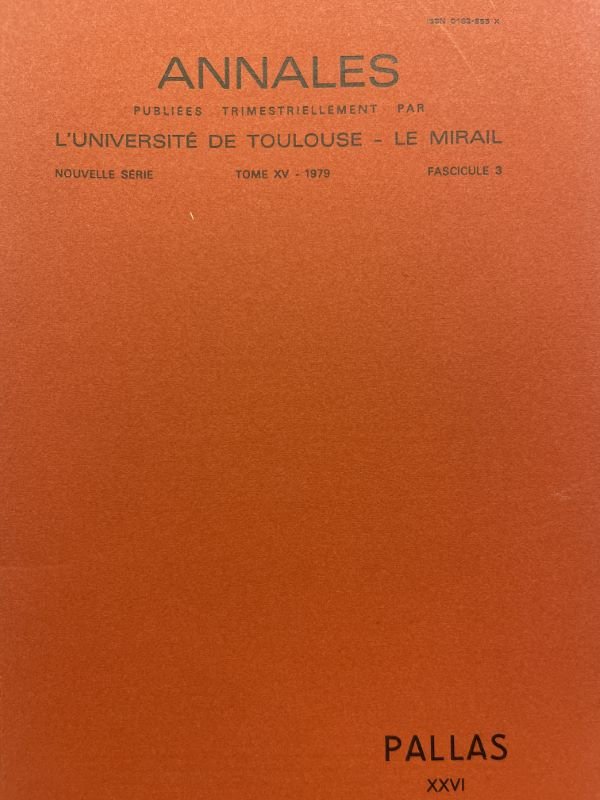 ANNALES
PUBLIÉES TRIMESTRIELLEMENT PAR
L'UNIVERSITÉ DE TOULOUSE - LE MIRAIL
NOUVELLE SÉRIE TOME XV - 1979 FASCICULE 3
PALLAS
XXVI